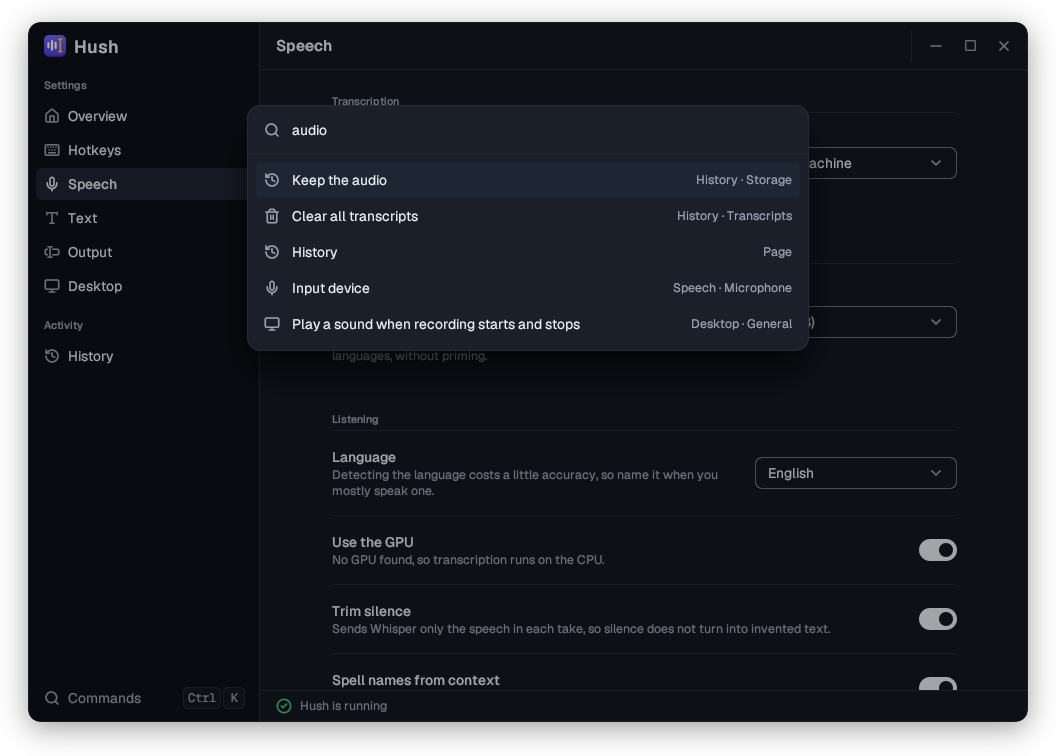 Hush
Settings
Overview
Hotkeys
Speech
Text
Output
Desktop
Activity
History
Commands
Ctrl K
Speech
Transcription
audio
achine
Keep the audio
History · Storage
Clear all transcripts
History · Transcripts
History
Page
Input device
Speech · Microphone
Play a sound when recording starts and stops
Desktop · General
languages, without priming.
Listening
Language
Detecting the language costs a little accuracy, so name it when you
mostly speak one.
English
Use the GPU
No GPU found, so transcription runs on the CPU.
Trim silence
Sends Whisper only the speech in each take, so silence does not turn into invented text.
Spell names from context
Hush is running